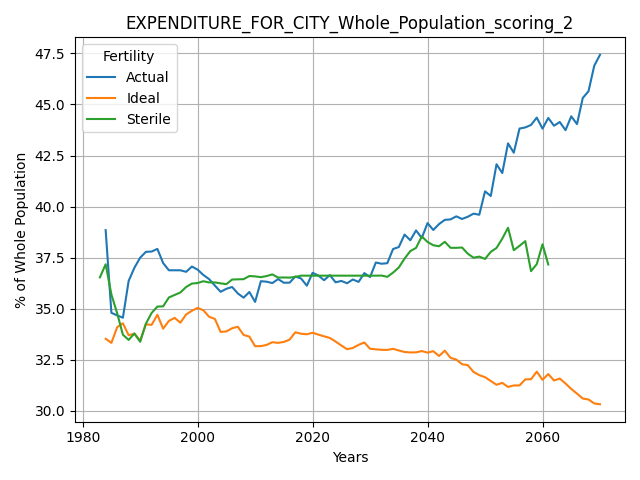 EXPENDITURE_FOR_CITY_Whole_Population_scoring_2
Fertility
Actual
Ideal
Sterile
% of Whole Population
47.5
45.0
42.5
40.0
37.5
35.0
32.5
30.0
1980
2000
2020
2040
2060
Years